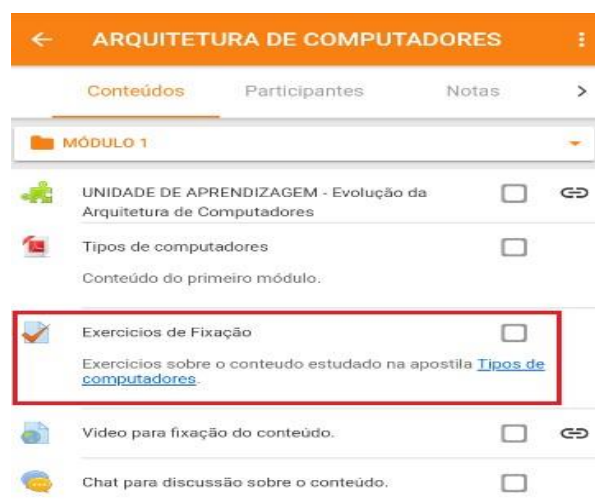 ARQUITETURA DE COMPUTADORES
Conteúdos Participantes Notas
MÓDULO 1
UNIDADE DE APRENDIZAGEM - Evolução da
Arquitetura de Computadores
Tipos de computadores
Conteúdo do primeiro módulo.
Exercicios de Fixação
Exercicios sobre o conteudo estudado na apostila Tipos de
computadores.
Video para fixação do conteúdo.
Chat para discussão sobre o conteúdo.